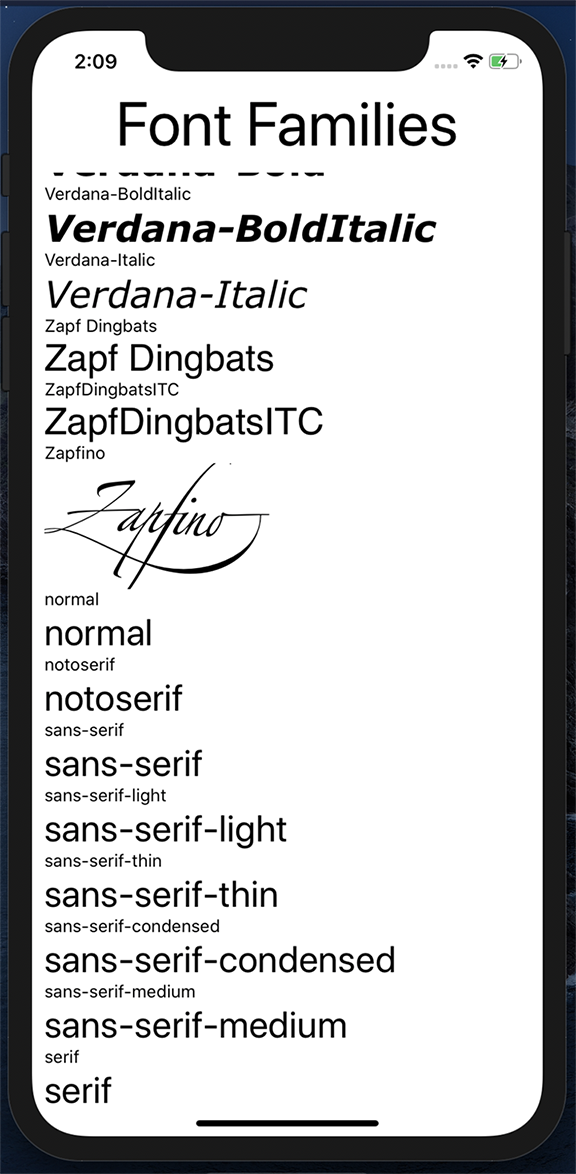 2:09
Font Families
Verdana-Bold
Verdana-BoldItalic
Verdana-BoldItalic
Verdana-Italic
Verdana-Italic
Zapf Dingbats
Zapf Dingbats
ZapfDingbatsITC
ZapfDingbatsITC
Zapfino
Zapfino
normal
normal
notoserif
notoserif
sans-serif
sans-serif
sans-serif-light
sans-serif-light
sans-serif-thin
sans-serif-thin
sans-serif-condensed
sans-serif-condensed
sans-serif-medium
sans-serif-medium
serif
serif